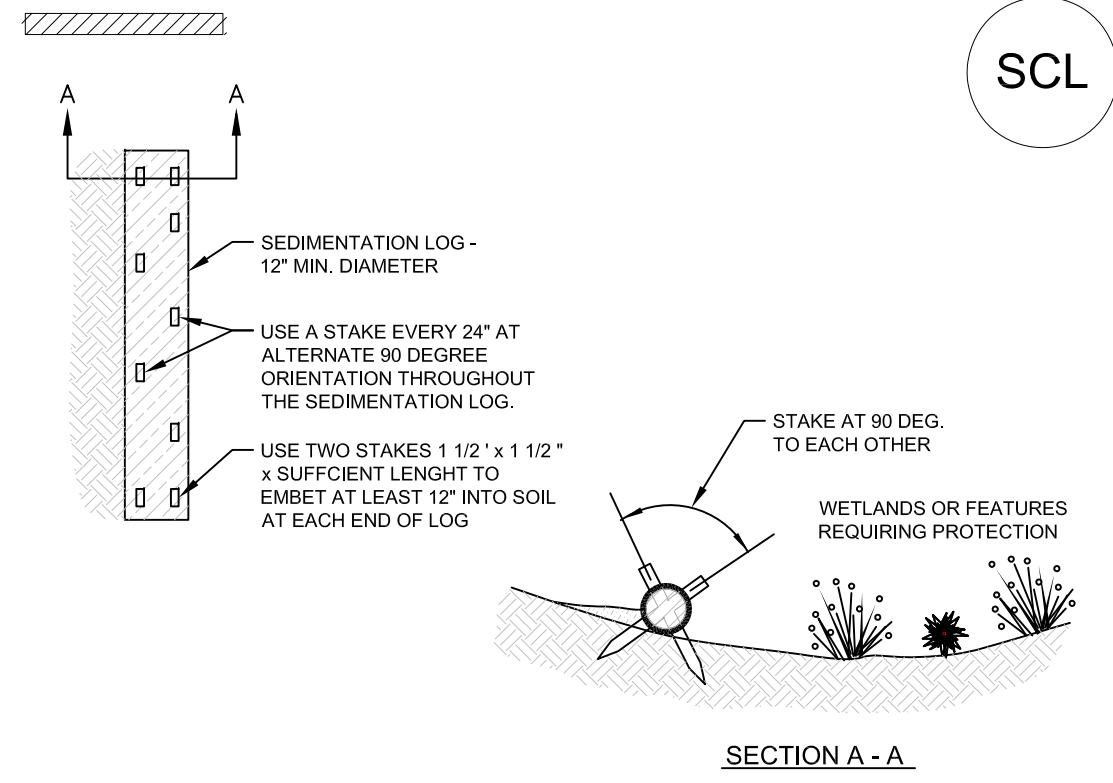 SCL
A A
SEDIMENTATION LOG -
12" MIN. DIAMETER
USE A STAKE EVERY 24" AT
ALTERNATE 90 DEGREE
ORIENTATION THROUGHOUT
THE SEDIMENTATION LOG.
USE TWO STAKES 1 1/2 ' x 1 1/2 "
x SUFFCIENT LENGHT TO
EMBET AT LEAST 12" INTO SOIL
AT EACH END OF LOG
STAKE AT 90 DEG.
TO EACH OTHER
WETLANDS OR FEATURES
REQUIRING PROTECTION
SECTION A - A